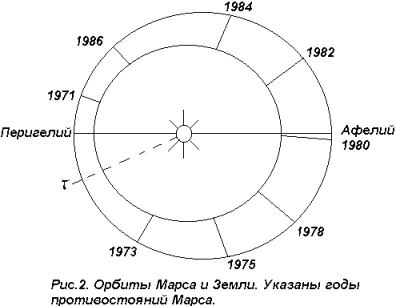 1984
1986
1982
1971
Перигелий
Афелий
1980
τ
1978
1973
1975
Рис.2. Орбиты Марса и Земли. Указаны годы
противостояний Марса.